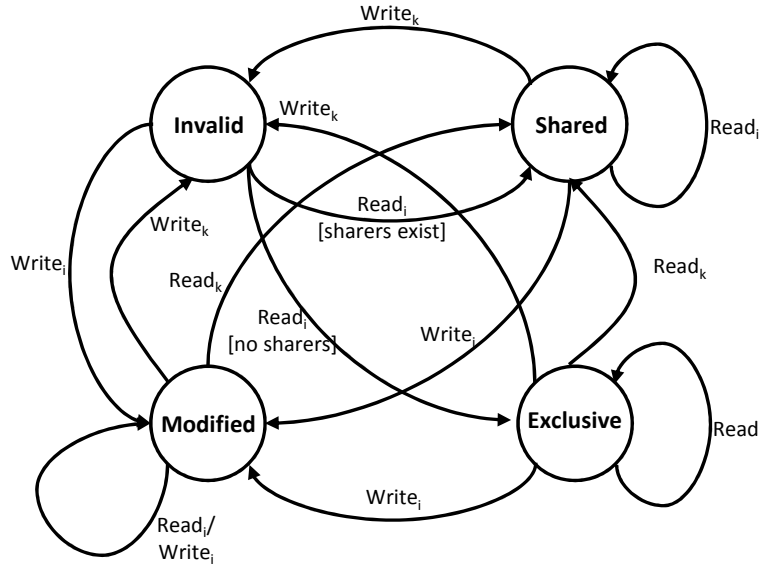 Write_k
Write_k
Invalid
Shared
Read_i
Read_i
[sharers exist]
Write_k
Write_i
Read_k
Read_k
Read_i
[no sharers]
Write_i
Modified
Exclusive
Read
Write_i
Read_i/
Write_i